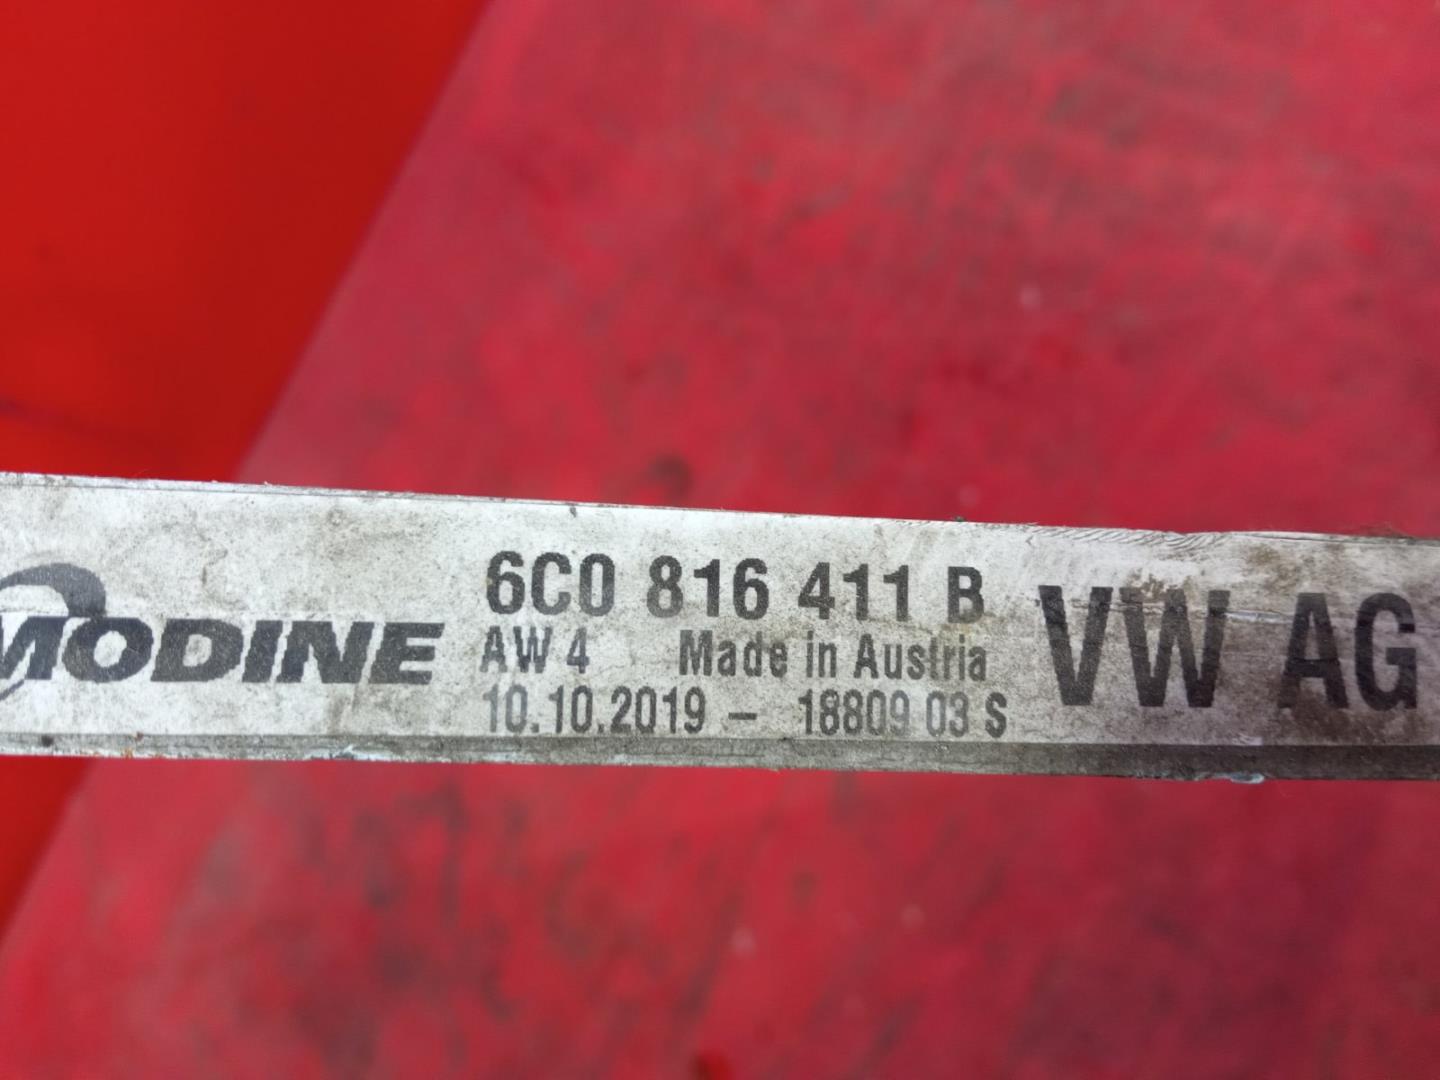 MODINE
6C0 816 411 B
AW 4 Made in Austria
10.10.2019 – 18809 03 S
VW AG